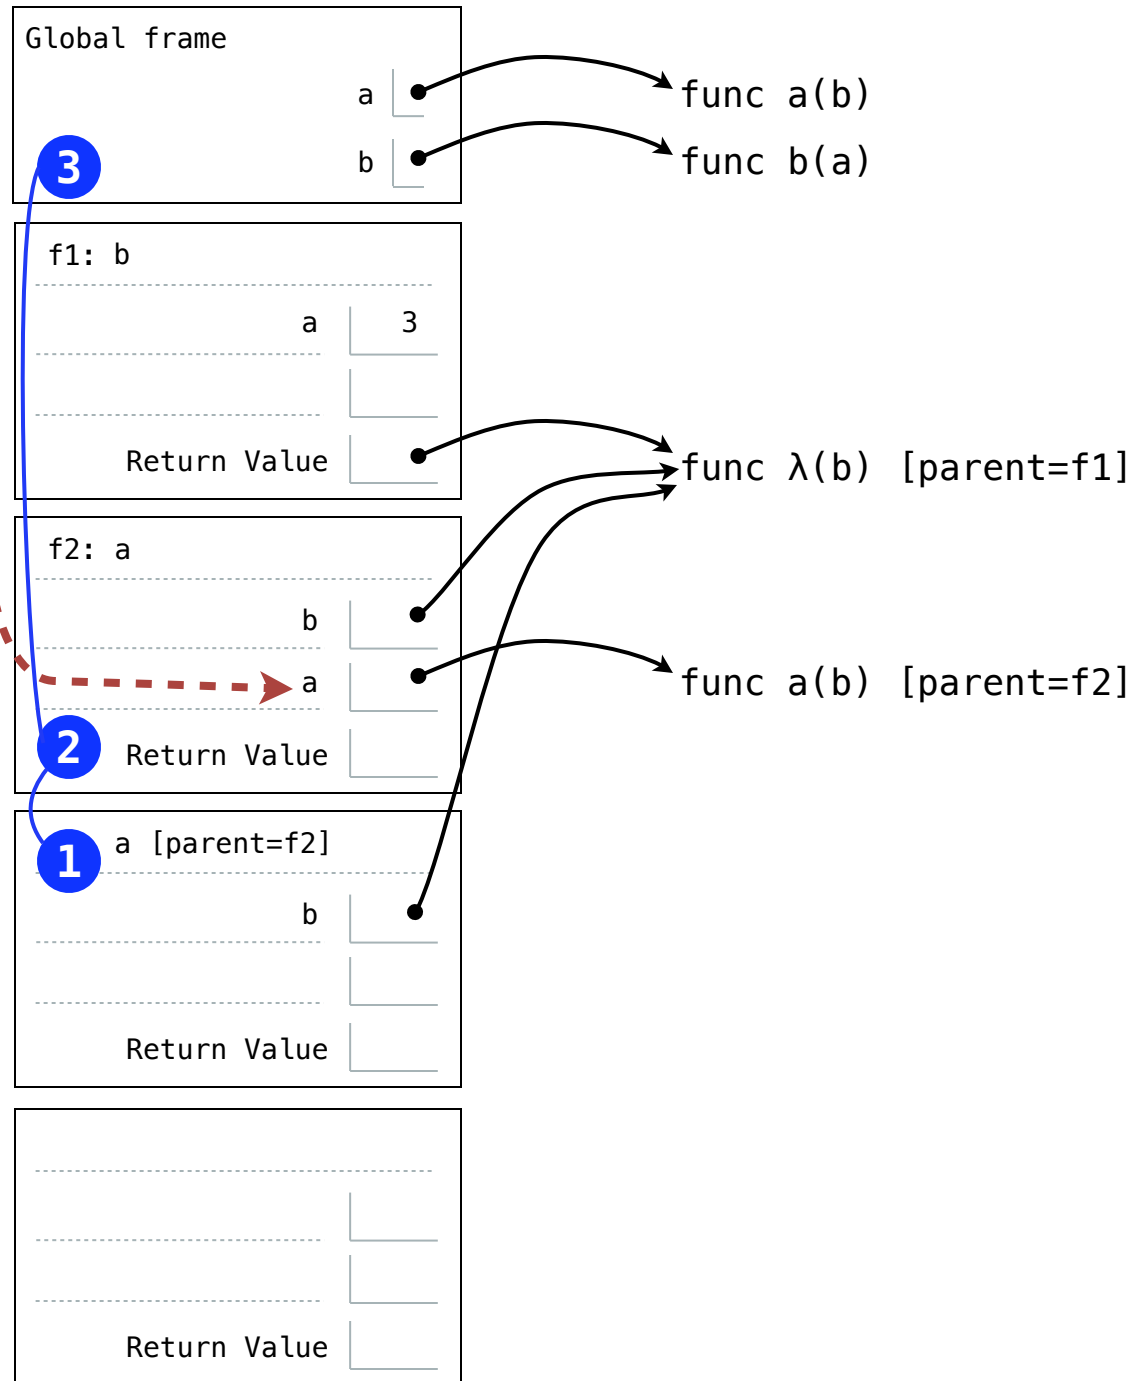 Global frame
a
func a(b)
b
func b(a)
3
f1: b
a 3
Return Value
func λ(b) [parent=f1]
f2: a
b
a
func a(b) [parent=f2]
2
Return Value
1
a [parent=f2]
b
Return Value
Return Value